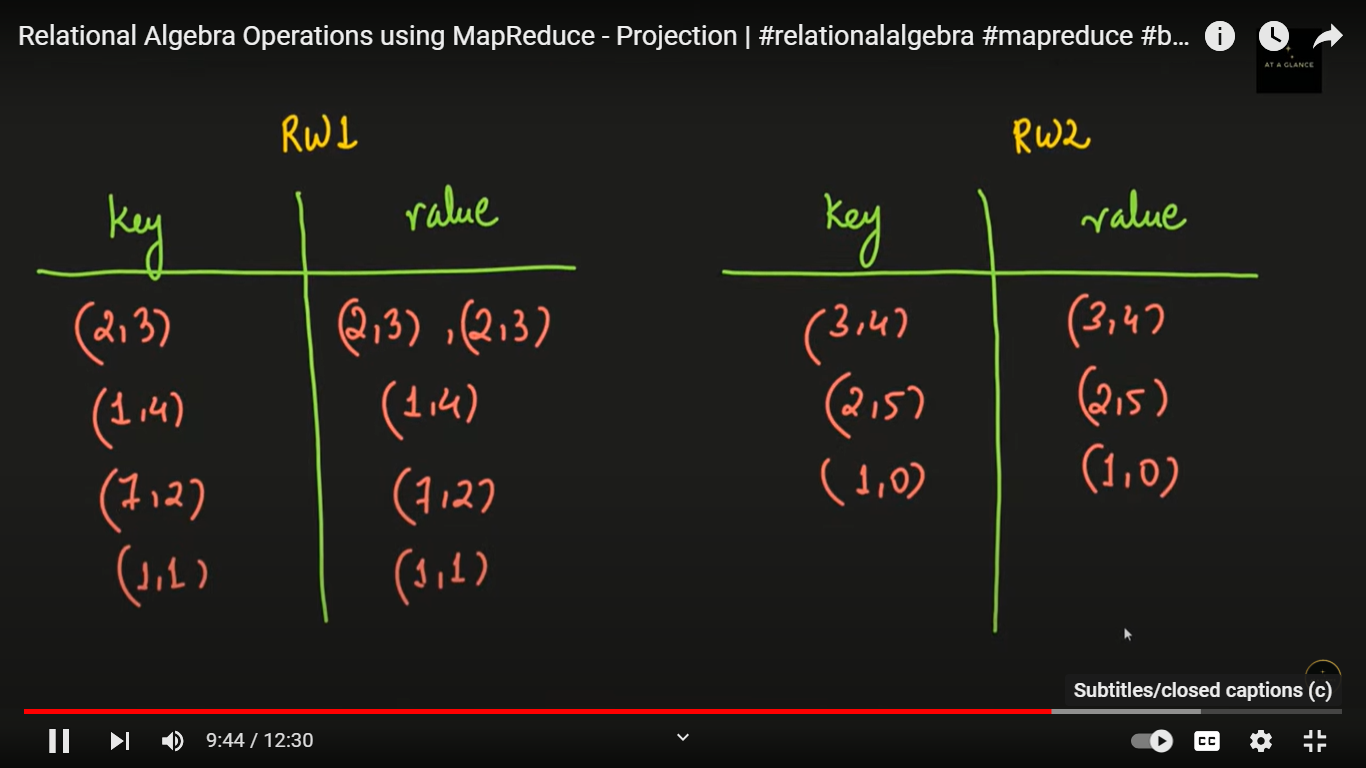 Relational Algebra Operations using MapReduce - Projection | #relationalalgebra #mapreduce #b...
AT A GLANCE
RW1
key value
(2,3) (2,3) , (2,3)
(1,4) (1,4)
(7,2) (7,2)
(1,1) (1,1)
RW2
key value
(3,4) (3,4)
(2,5) (2,5)
(1,0) (1,0)
Subtitles/closed captions (c)
9:44 / 12:30
CC